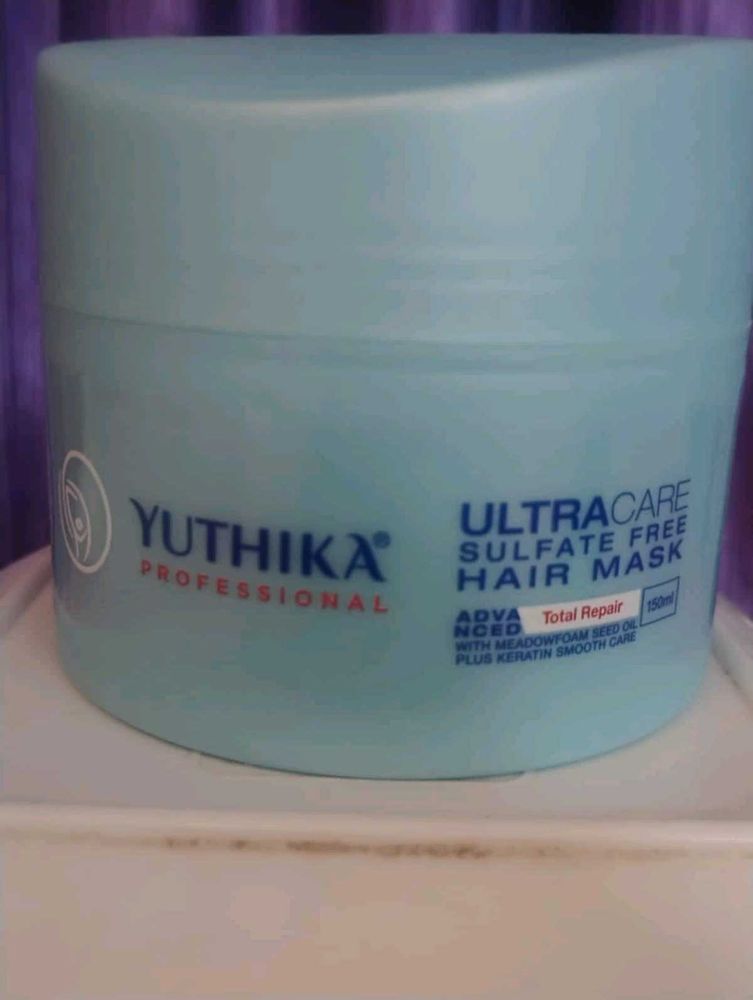 YUTHIKA®
PROFESSIONAL
ULTRACARE
SULFATE FREE
HAIR MASK
ADVA
NCED
Total Repair
150ml
WITH MEADOWFOAM SEED OIL
PLUS KERATIN SMOOTH CARE